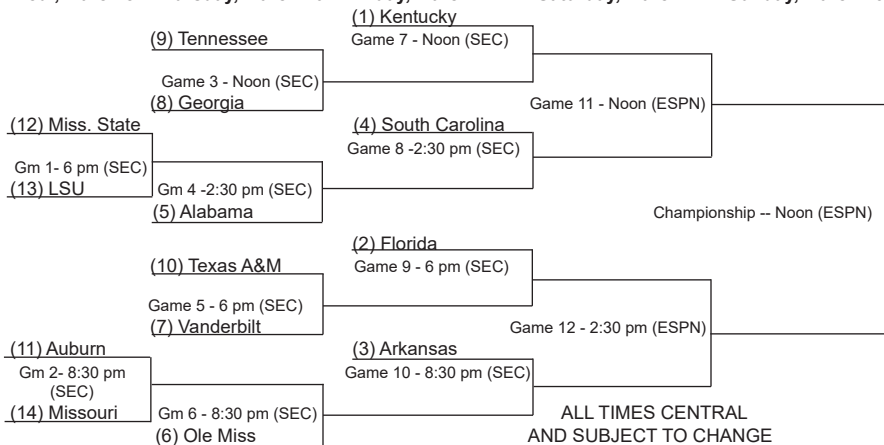 (1) Kentucky
(9) Tennessee
Game 7 - Noon (SEC)
Game 3 - Noon (SEC)
(8) Georgia
Game 11 - Noon (ESPN)
(12) Miss. State
(4) South Carolina
Game 8 -2:30 pm (SEC)
Gm 1- 6 pm (SEC)
(13) LSU
Gm 4 -2:30 pm (SEC)
(5) Alabama
Championship -- Noon (ESPN)
(2) Florida
(10) Texas A&M
Game 9 - 6 pm (SEC)
Game 5 - 6 pm (SEC)
(7) Vanderbilt
Game 12 - 2:30 pm (ESPN)
(11) Auburn
(3) Arkansas
Gm 2- 8:30 pm
(SEC)
Game 10 - 8:30 pm (SEC)
(14) Missouri
Gm 6 - 8:30 pm (SEC)
(6) Ole Miss
ALL TIMES CENTRAL
AND SUBJECT TO CHANGE